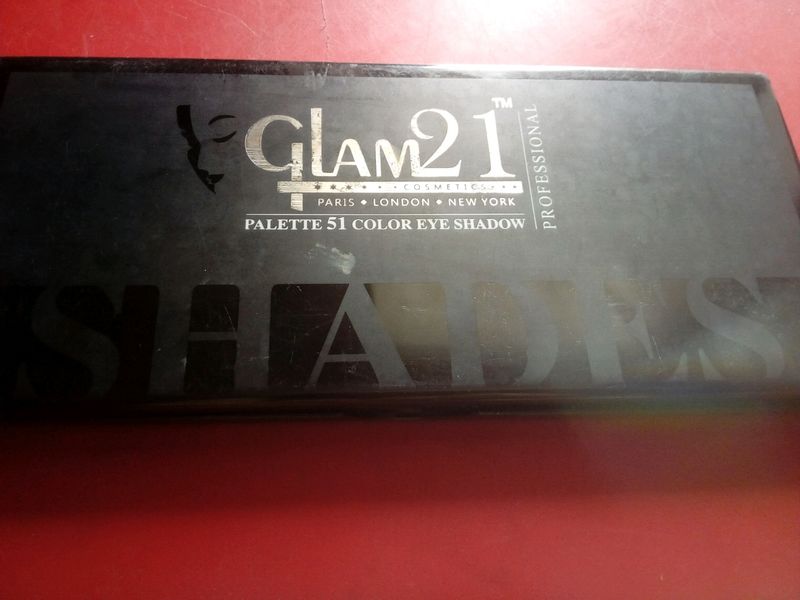 GLAM21™
COSMETICS
PARIS ◆ LONDON ◆ NEW YORK
PALETTE 51 COLOR EYE SHADOW
PROFESSIONAL
SHADES